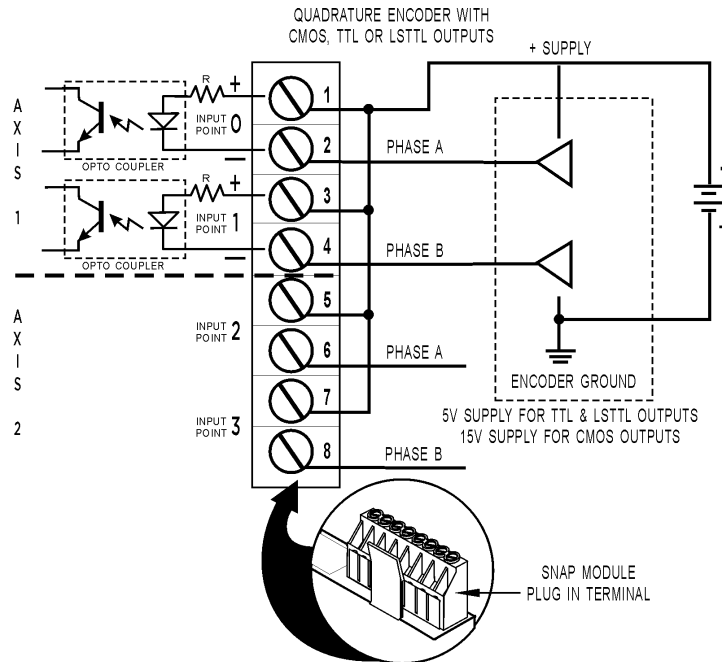 QUADRATURE ENCODER WITH
CMOS, TTL OR LSTTL OUTPUTS
+ SUPPLY
AXIS 1
R
+
INPUT
POINT 0
−
OPTO COUPLER
1
2
PHASE A
R
+
INPUT
POINT 1
−
OPTO COUPLER
3
4
PHASE B
AXIS 2
INPUT
POINT 2
5
6
PHASE A
INPUT
POINT 3
7
8
PHASE B
ENCODER GROUND
5V SUPPLY FOR TTL & LSTTL OUTPUTS
15V SUPPLY FOR CMOS OUTPUTS
SNAP MODULE
PLUG IN TERMINAL